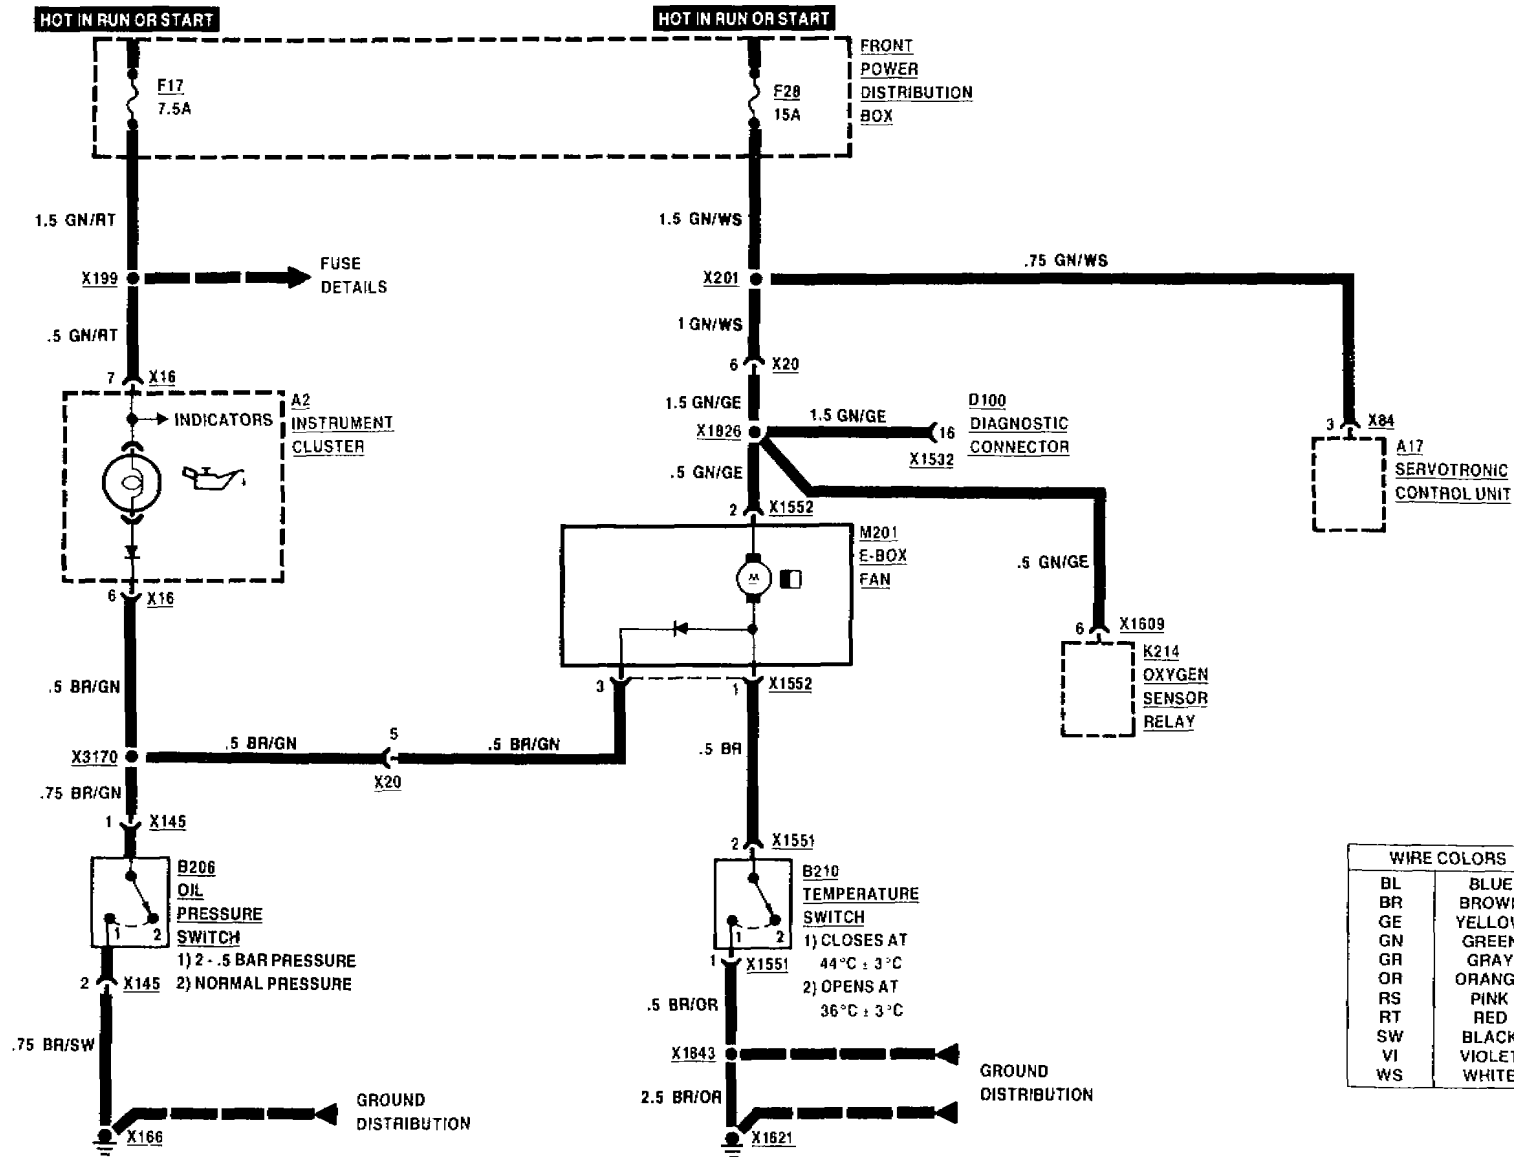 HOT IN RUN OR START
HOT IN RUN OR START
FRONT
POWER
DISTRIBUTION
BOX
F17
7.5A
F28
15A
1.5 GN/RT
1.5 GN/WS
X199
FUSE
DETAILS
X201
.75 GN/WS
.5 GN/RT
1 GN/WS
7 X16
6 X20
A2
INSTRUMENT
CLUSTER
INDICATORS
1.5 GN/GE
X1826
1.5 GN/GE
16
X1532
D100
DIAGNOSTIC
CONNECTOR
3 X84
A17
SERVOTRONIC
CONTROL UNIT
.5 GN/GE
2 X1552
M201
E-BOX
FAN
M
.5 GN/GE
6 X16
6 X1609
K214
OXYGEN
SENSOR
RELAY
.5 BR/GN
3
1 X1552
X3170
.5 BR/GN
5
X20
.5 BR/GN
.5 BR
.75 BR/GN
1 X145
2 X1551
B206
OIL
PRESSURE
SWITCH
1) 2 - .5 BAR PRESSURE
2) NORMAL PRESSURE
1 2
2 X145
B210
TEMPERATURE
SWITCH
1) CLOSES AT
44°C ± 3°C
2) OPENS AT
36°C ± 3°C
1 2
1 X1551
.75 BR/SW
.5 BR/OR
X1843
2.5 BR/OR
GROUND
DISTRIBUTION
X166
GROUND
DISTRIBUTION
X1621
WIRE COLORS
BL BLUE
BR BROW
GE YELLOW
GN GREEN
GR GRAY
OR ORANG
RS PINK
RT RED
SW BLACK
VI VIOLET
WS WHITE